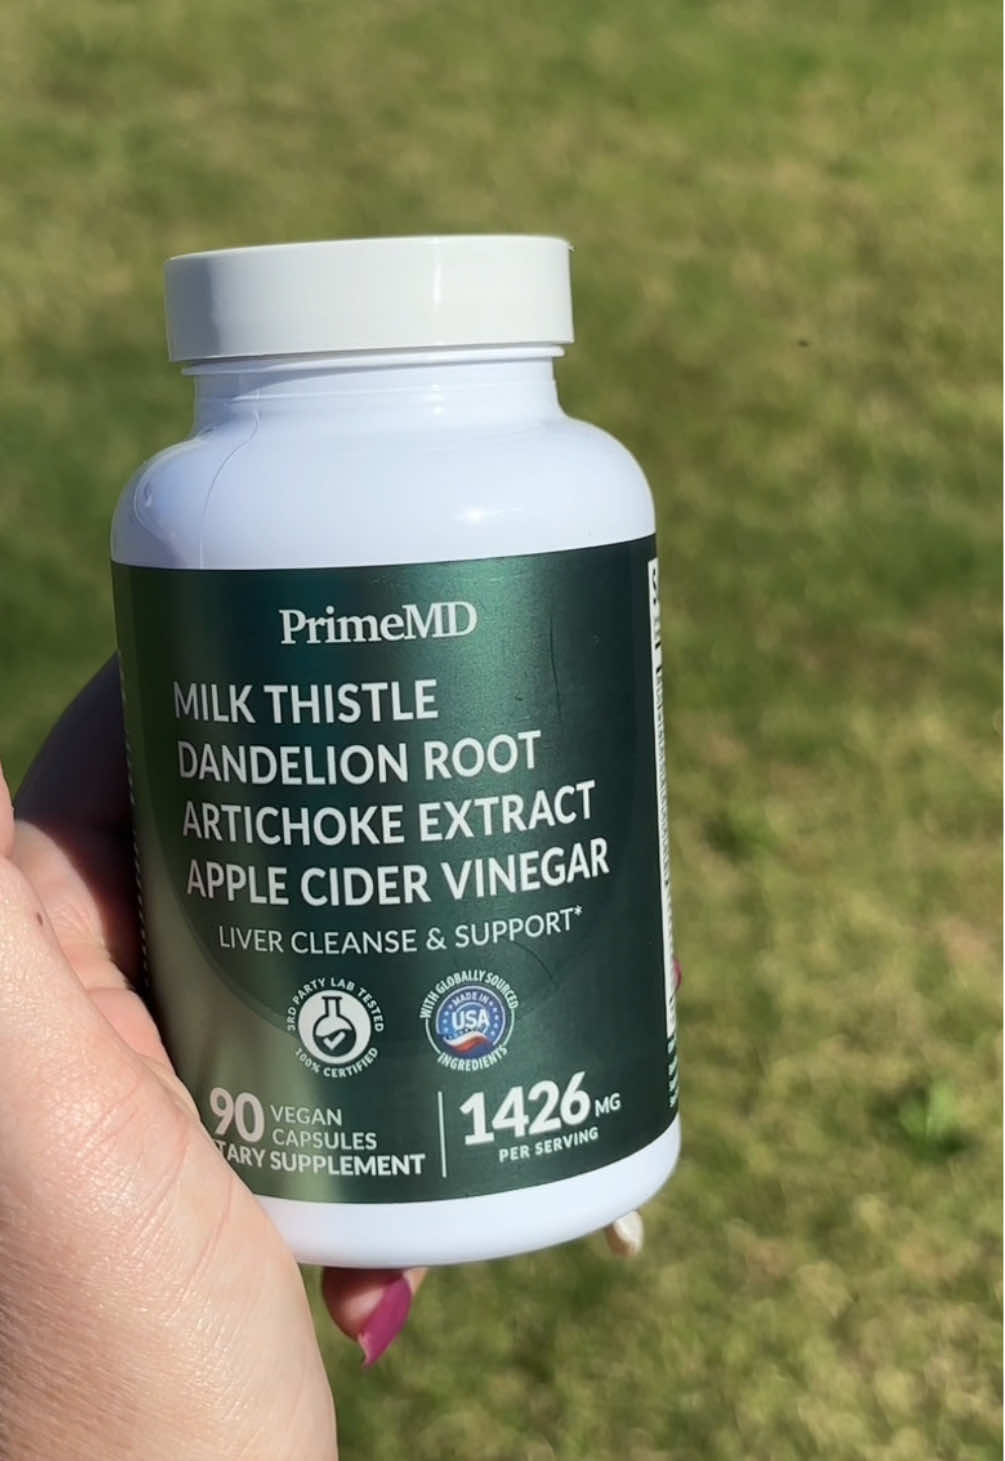 PrimeMD
MILK THISTLE
DANDELION ROOT
ARTICHOKE EXTRACT
APPLE CIDER VINEGAR
LIVER CLEANSE & SUPPORT*
3RD PARTY LAB TESTED
100% CERTIFIED
WITH GLOBALLY SOURCED
MADE IN
USA
INGREDIENTS
90 VEGAN
CAPSULES
TARY SUPPLEMENT
1426 MG
PER SERVING